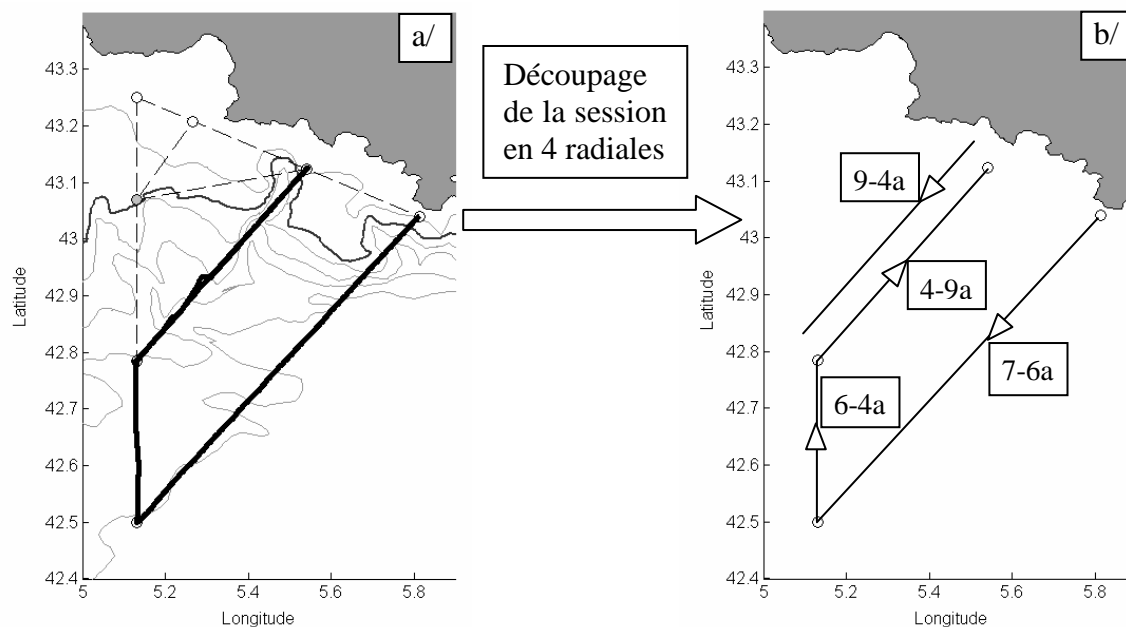 a/
43.3
43.2
43.1
43
42.9
42.8
42.7
42.6
42.5
42.4
Latitude
5
5.2
5.4
5.6
5.8
Longitude
Découpage
de la session
en 4 radiales
b/
43.3
43.2
43.1
43
42.9
42.8
42.7
42.6
42.5
42.4
Latitude
9-4a
4-9a
7-6a
6-4a
5
5.2
5.4
5.6
5.8
Longitude